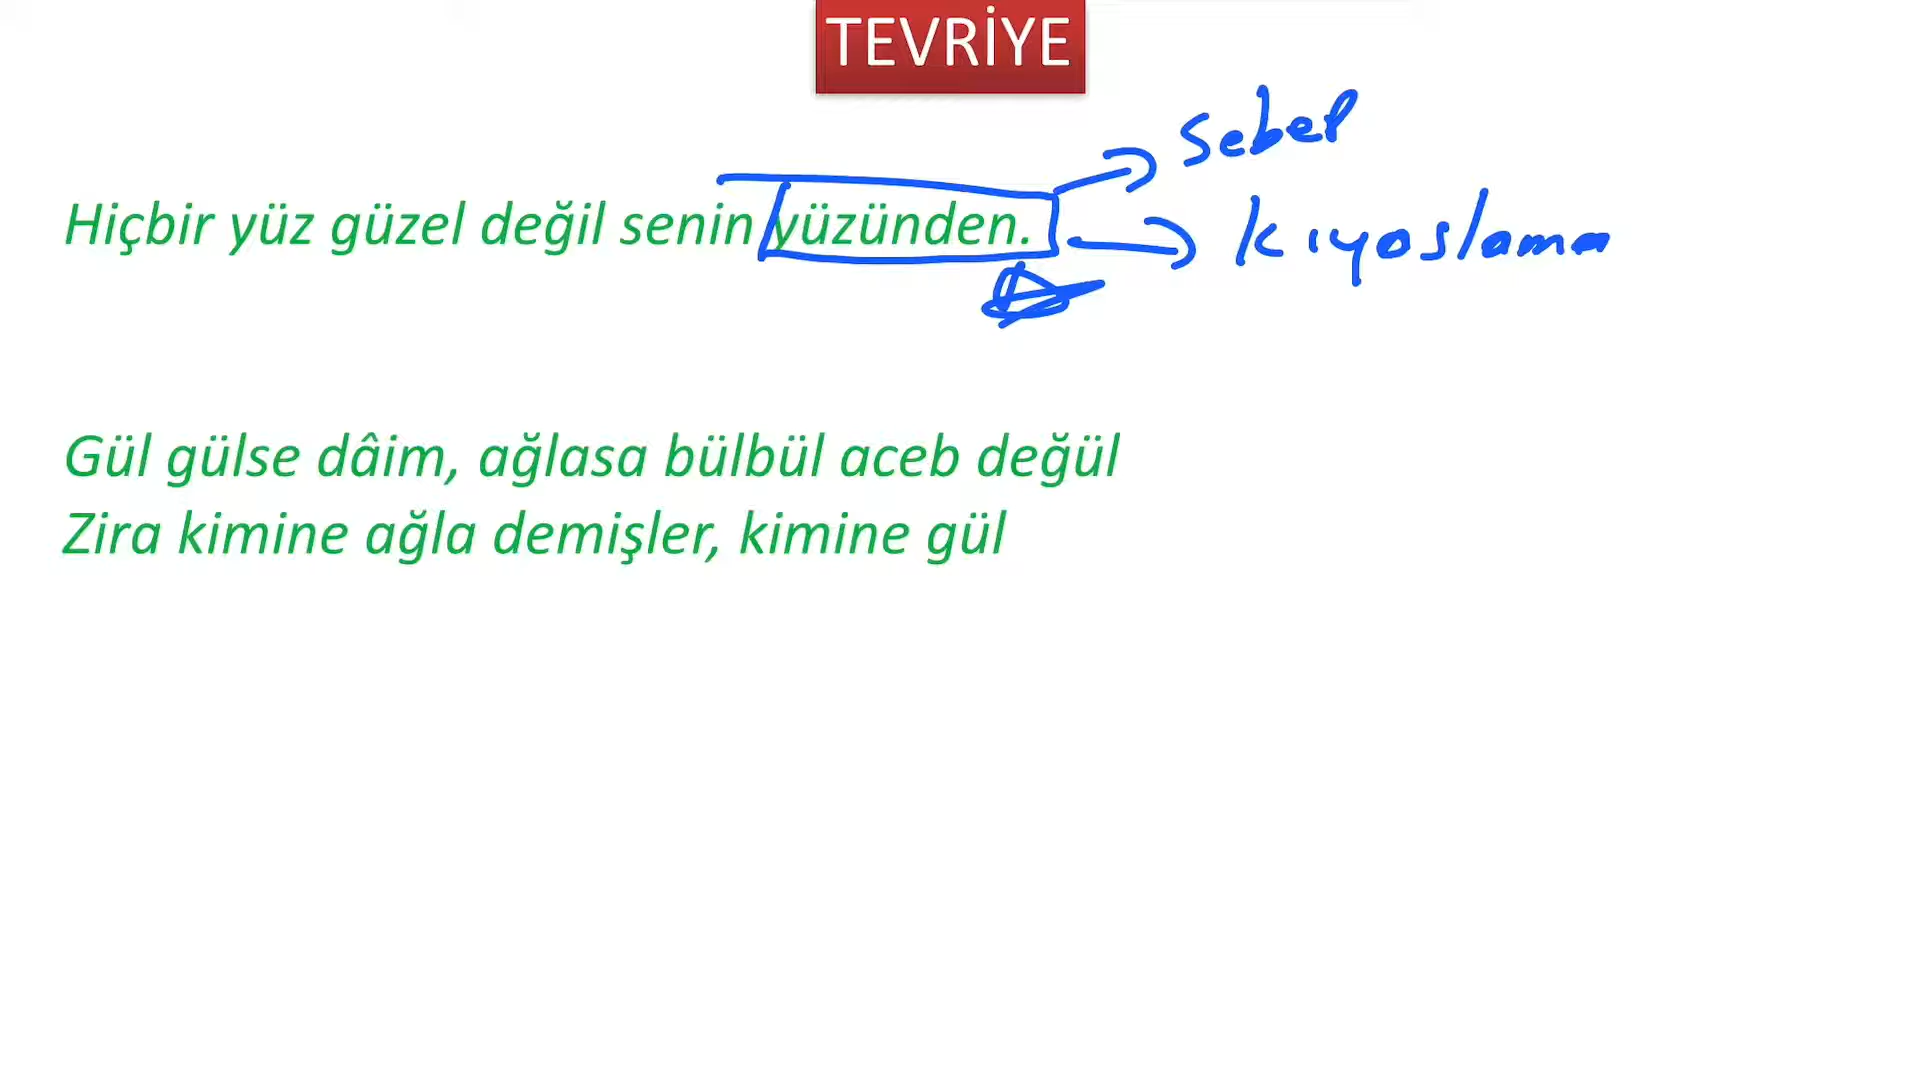 TEVRİYE
sebep
Hiçbir yüz güzel değil senin yüzünden.
kıyaslama
Gül gülse dâim, ağlasa bülbül aceb değül
Zira kimine ağla demişler, kimine gül